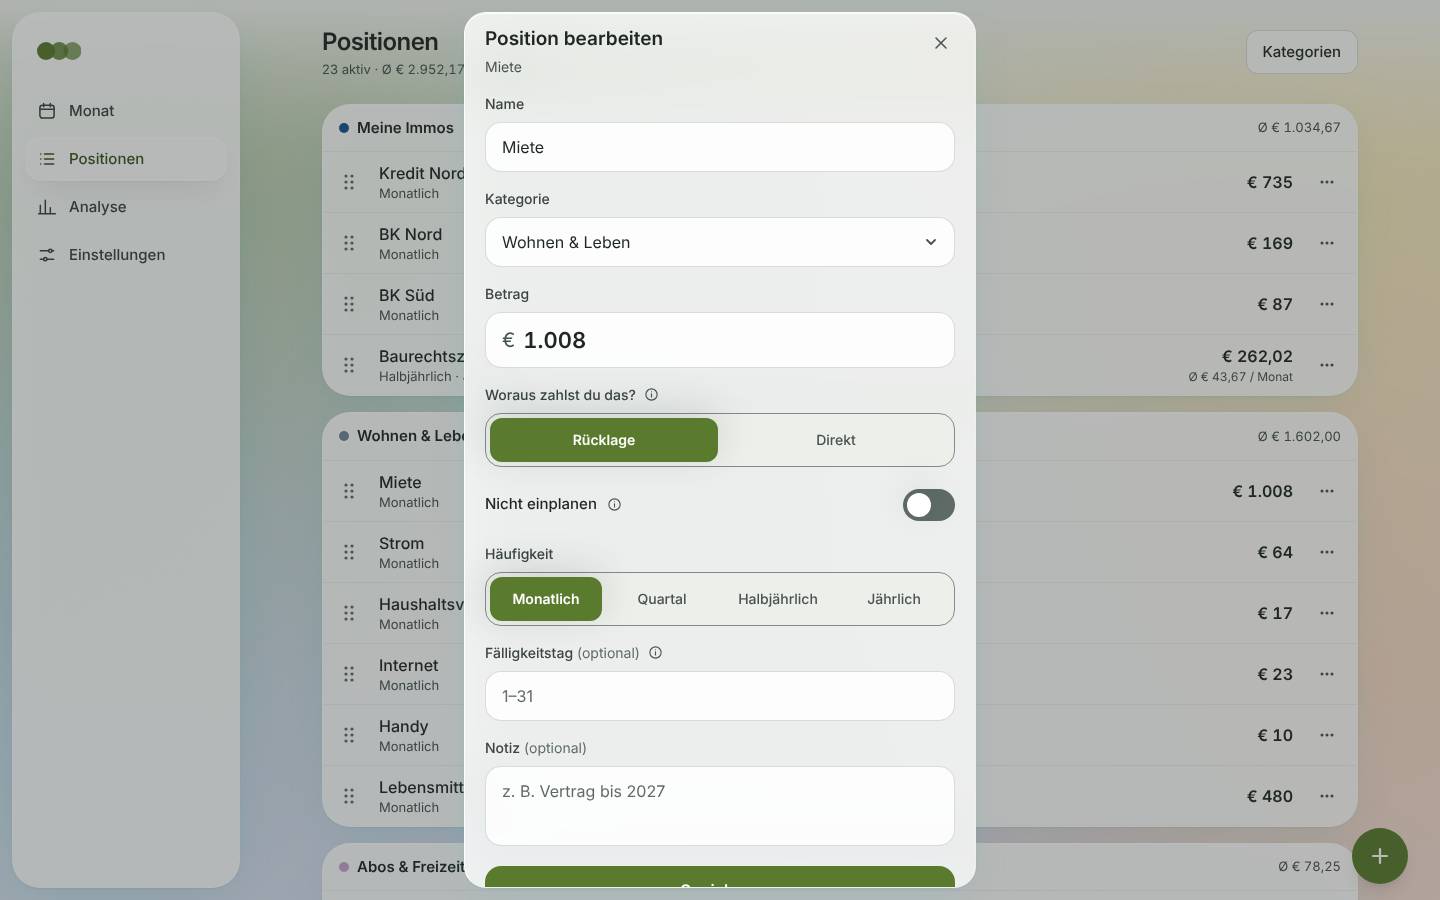 Monat
Positionen
Analyse
Einstellungen
Positionen
23 aktiv · Ø € 2.952,17
Kategorien
Meine Immos
Ø € 1.034,67
Kredit Nord
Monatlich
€ 735
BK Nord
Monatlich
€ 169
BK Süd
Monatlich
€ 87
Halbjährlich ·
€ 262,02
Ø € 43,67 / Monat
Wohnen &
Ø € 1.602,00
Miete
Monatlich
€ 1.008
Strom
Monatlich
€ 64
Monatlich
€ 17
Internet
Monatlich
€ 23
Handy
Monatlich
€ 10
Monatlich
€ 480
Abos & Freizeit
Ø € 78,25
Position bearbeiten
Miete
Name
Miete
Kategorie
Wohnen & Leben
Betrag
€ 1.008
Woraus zahlst du das?
Rücklage
Direkt
Nicht einplanen
Häufigkeit
Monatlich
Quartal
Halbjährlich
Jährlich
Fälligkeitstag (optional)
1–31
Notiz (optional)
z. B. Vertrag bis 2027